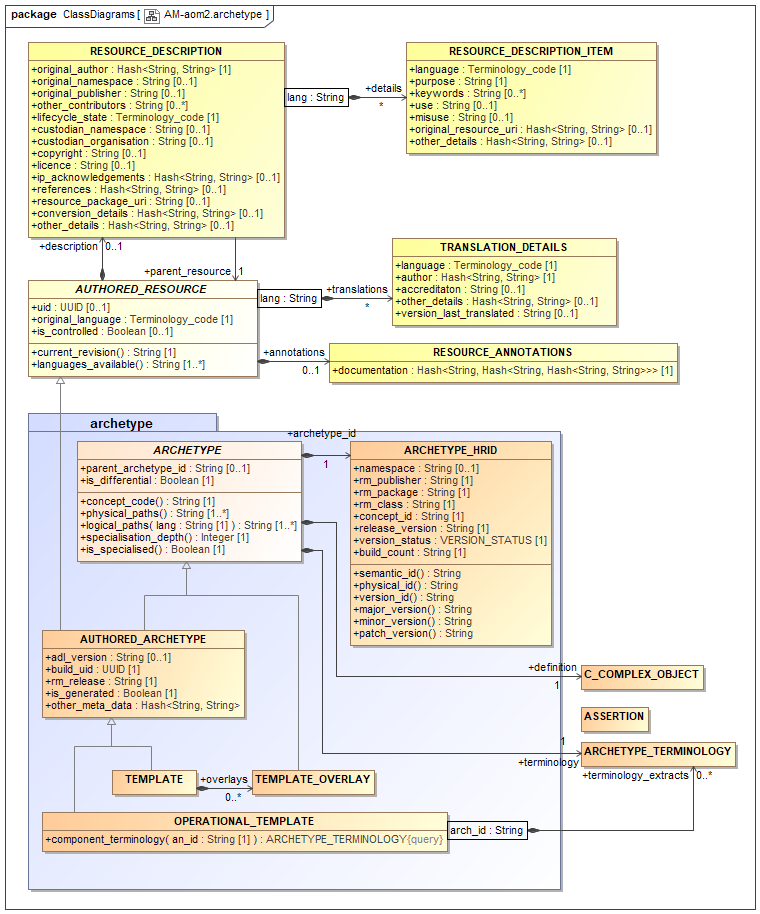 package ClassDiagrams [ AM-aom2.archetype ]
RESOURCE_DESCRIPTION
+original_author : Hash<String, String> [1]
+original_namespace : String [0..1]
+original_publisher : String [0..1]
+other_contributors : String [0..*]
+lifecycle_state : Terminology_code [1]
+custodian_namespace : String [0..1]
+custodian_organisation : String [0..1]
+copyright : String [0..1]
+licence : String [0..1]
+ip_acknowledgements : Hash<String, String> [0..1]
+references : Hash<String, String> [0..1]
+resource_package_uri : String [0..1]
+conversion_details : Hash<String, String> [0..1]
+other_details : Hash<String, String> [0..1]
lang : String
+details
*
RESOURCE_DESCRIPTION_ITEM
+language : Terminology_code [1]
+purpose : String [1]
+keywords : String [0..*]
+use : String [0..1]
+misuse : String [0..1]
+original_resource_uri : Hash<String, String> [0..1]
+other_details : Hash<String, String> [0..1]
+description 0..1
+parent_resource 1
AUTHORED_RESOURCE
+uid : UUID [0..1]
+original_language : Terminology_code [1]
+is_controlled : Boolean [0..1]
+current_revision() : String [1]
+languages_available() : String [1..*]
lang : String
+translations
*
TRANSLATION_DETAILS
+language : Terminology_code [1]
+author : Hash<String, String> [1]
+accreditaton : String [0..1]
+other_details : Hash<String, String> [0..1]
+version_last_translated : String [0..1]
+annotations
0..1
RESOURCE_ANNOTATIONS
+documentation : Hash<String, Hash<String, Hash<String, String>>> [1]
archetype
ARCHETYPE
+parent_archetype_id : String [0..1]
+is_differential : Boolean [1]
+concept_code() : String [1]
+physical_paths() : String [1..*]
+logical_paths( lang : String [1] ) : String [1..*]
+specialisation_depth() : Integer [1]
+is_specialised() : Boolean [1]
+archetype_id
1
ARCHETYPE_HRID
+namespace : String [0..1]
+rm_publisher : String [1]
+rm_package : String [1]
+rm_class : String [1]
+concept_id : String [1]
+release_version : String [1]
+version_status : VERSION_STATUS [1]
+build_count : String [1]
+semantic_id() : String
+physical_id() : String
+version_id() : String
+major_version() : String
+minor_version() : String
+patch_version() : String
AUTHORED_ARCHETYPE
+adl_version : String [0..1]
+build_uid : UUID [1]
+rm_release : String [1]
+is_generated : Boolean [1]
+other_meta_data : Hash<String, String>
+definition
1
C_COMPLEX_OBJECT
ASSERTION
1
+terminology
ARCHETYPE_TERMINOLOGY
+terminology_extracts 0..*
TEMPLATE
+overlays
0..*
TEMPLATE_OVERLAY
OPERATIONAL_TEMPLATE
+component_terminology( an_id : String [1] ) : ARCHETYPE_TERMINOLOGY{query}
arch_id : String